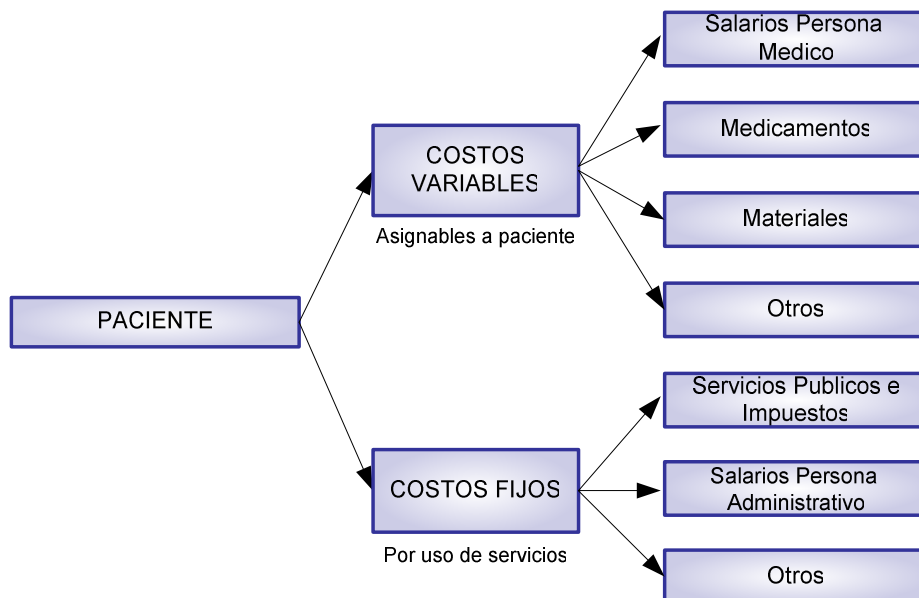 PACIENTE
COSTOS
VARIABLES
Asignables a paciente
Salarios Persona
Medico
Medicamentos
Materiales
Otros
COSTOS FIJOS
Por uso de servicios
Servicios Publicos e
Impuestos
Salarios Persona
Administrativo
Otros